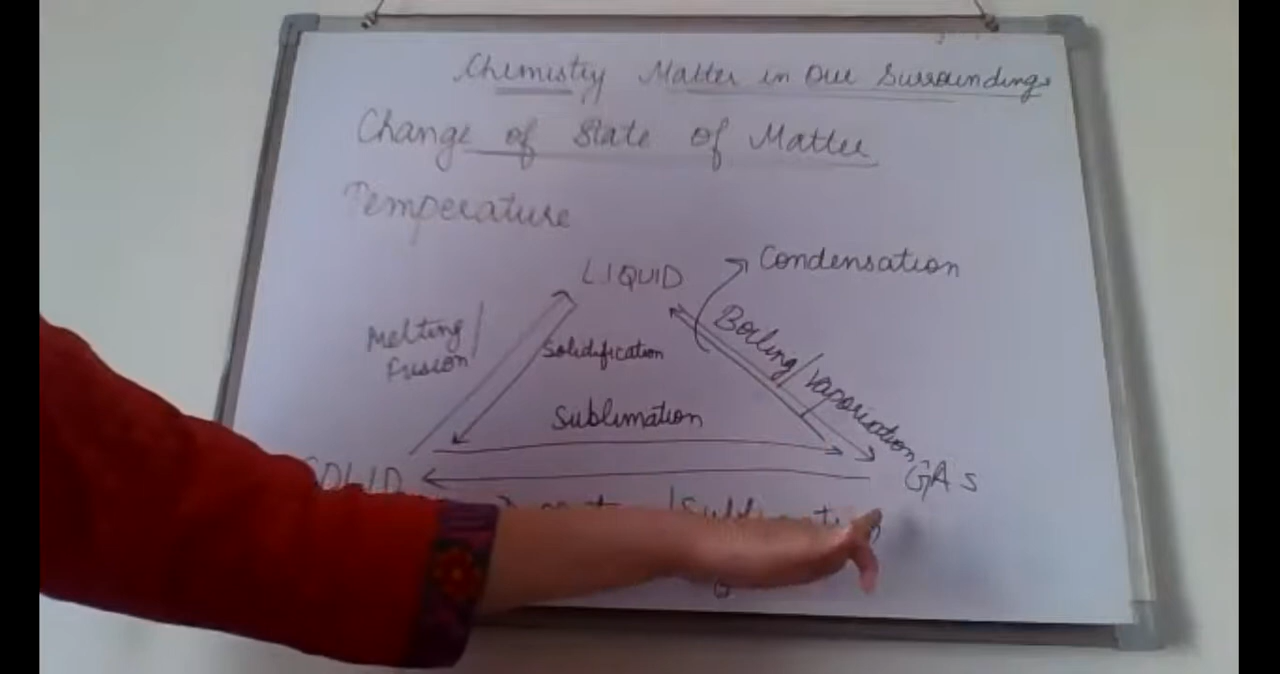 Chemistry Matter in Our Surroundings
Change of State of Matter
Temperature
LIQUID
Condensation
Melting/
fusion
Solidification
Boiling/Vaporization
Sublimation
SOLID
GAS